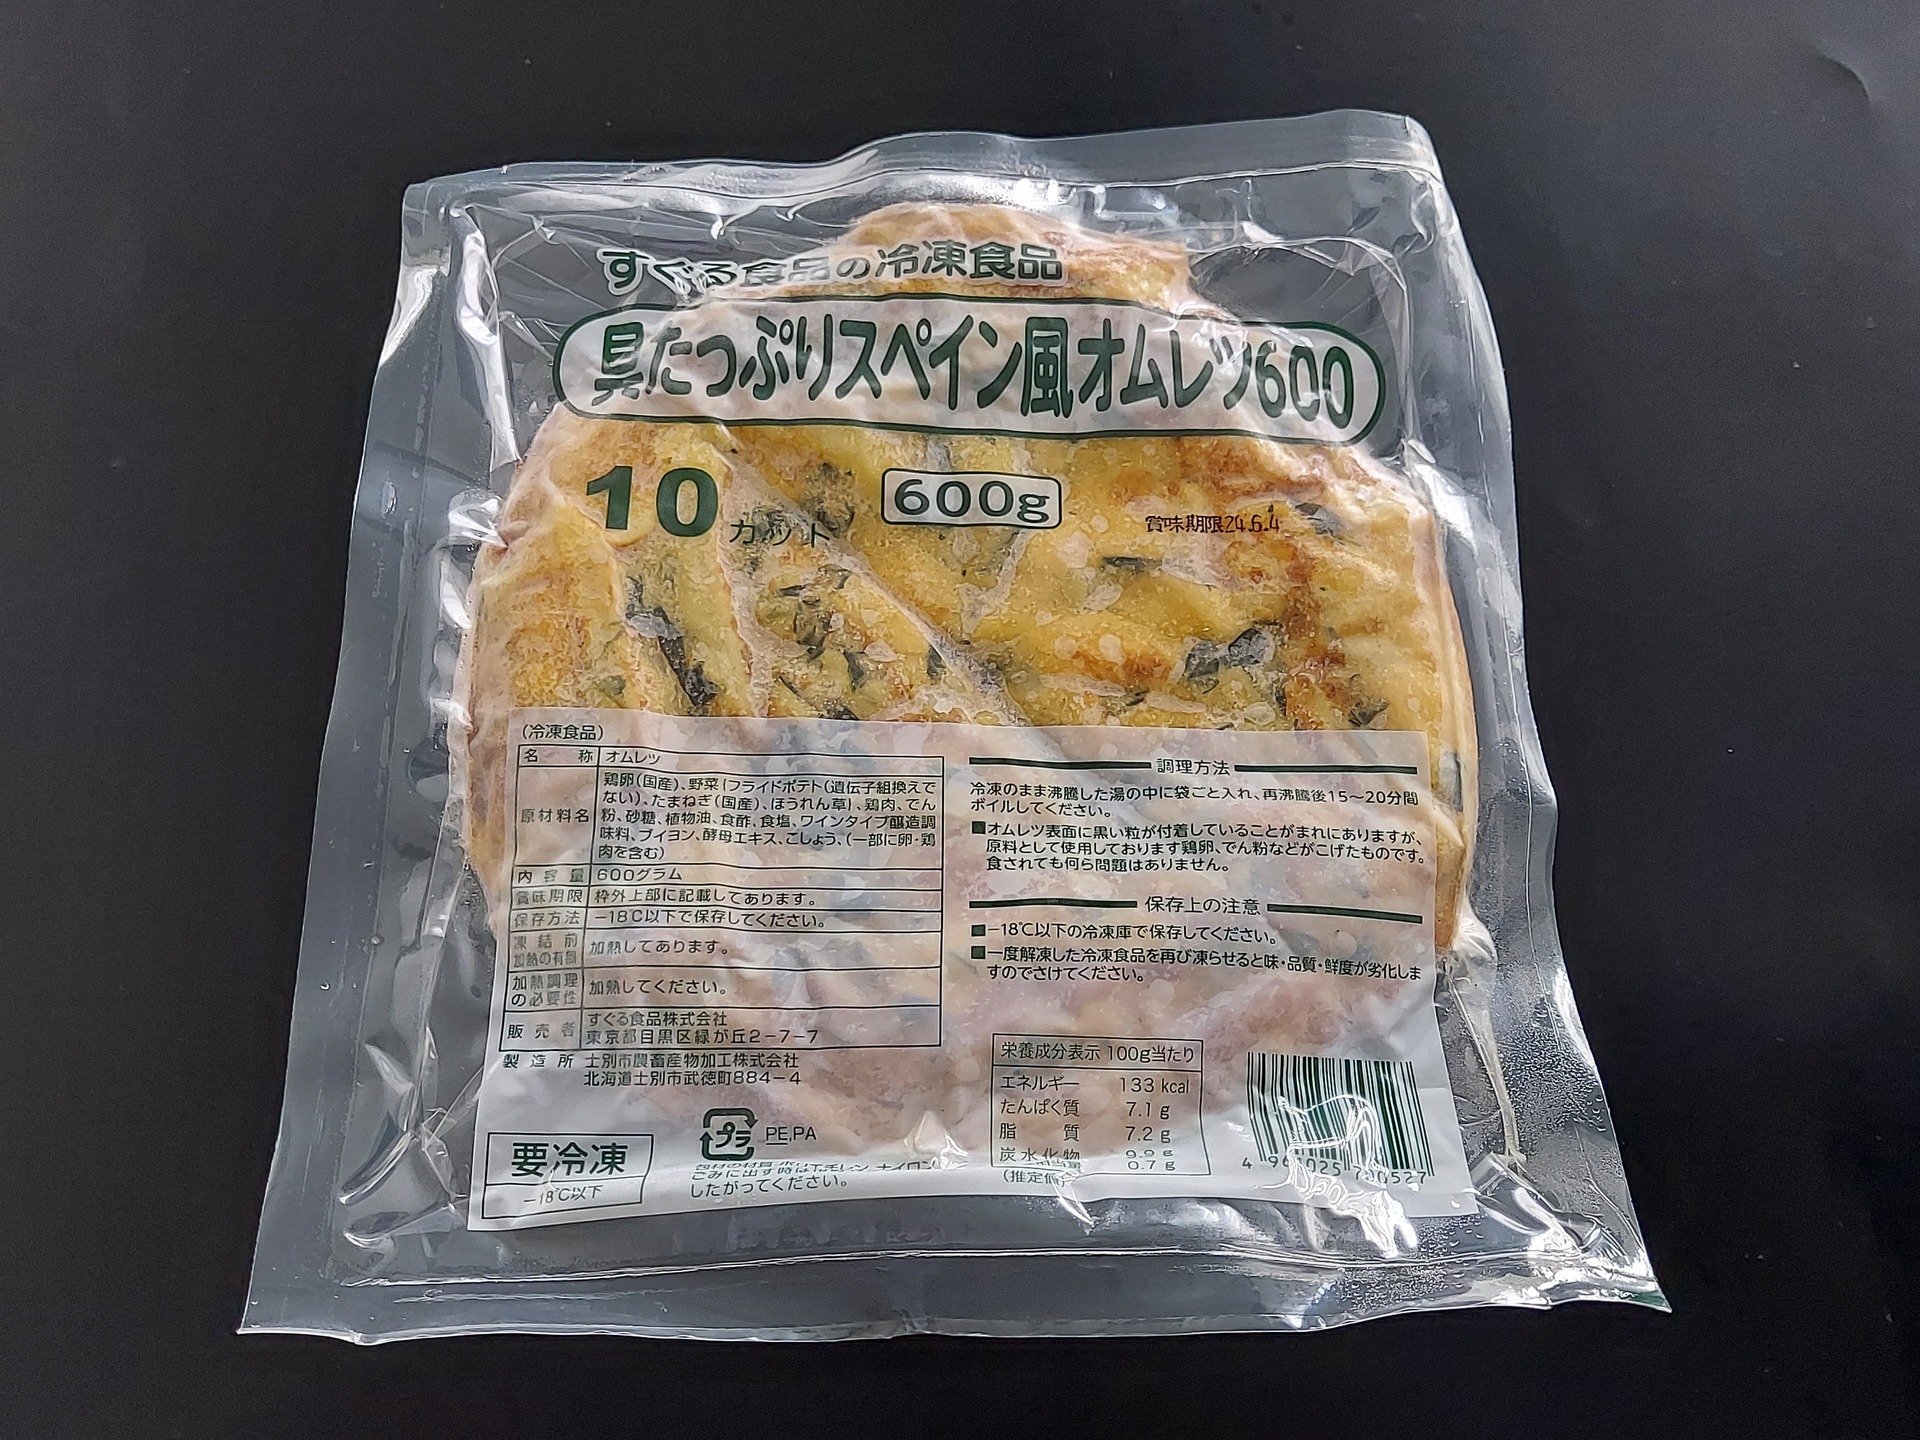 すぐる食品の冷凍食品
具たっぷりスペイン風オムレツ600
10カット
600g
賞味期限24.6.4
(冷凍食品)
名称 オムレツ
原材料名 鶏卵(国産)、野菜〔フライドポテト(遺伝子組換えで
ない)、たまねぎ(国産)、ほうれん草〕、鶏肉、でん
粉、砂糖、植物油、食酢、食塩、ワインタイプ醸造調
味料、ブイヨン、酵母エキス、こしょう、(一部に卵・鶏
肉を含む)
内容量 600グラム
賞味期限 枠外上部に記載してあります。
保存方法 −18℃以下で保存してください。
凍結前
加熱の有無 加熱してあります。
加熱調理
の必要性 加熱してください。
販売者 すぐる食品株式会社
東京都目黒区緑が丘2−7−7
製造所 士別市農畜産物加工株式会社
北海道士別市武徳町884−4
要冷凍
−18℃以下
プラ PE,PA
ごみに出す時は
したがってください。
調理方法
冷凍のまま沸騰した湯の中に袋ごと入れ、再沸騰後15〜20分間
ボイルしてください。
■オムレツ表面に黒い粒が付着していることがまれにありますが、
原料として使用しております鶏卵、でん粉などがこげたものです。
食されても何ら問題はありません。
保存上の注意
■−18℃以下の冷凍庫で保存してください。
■一度解凍した冷凍食品を再び凍らせると味・品質・鮮度が劣化しま
すのでさけてください。
栄養成分表示 100g当たり
エネルギー 133 kcal
たんぱく質 7.1 g
脂質 7.2 g
炭水化物
0.7 g
(推定値)